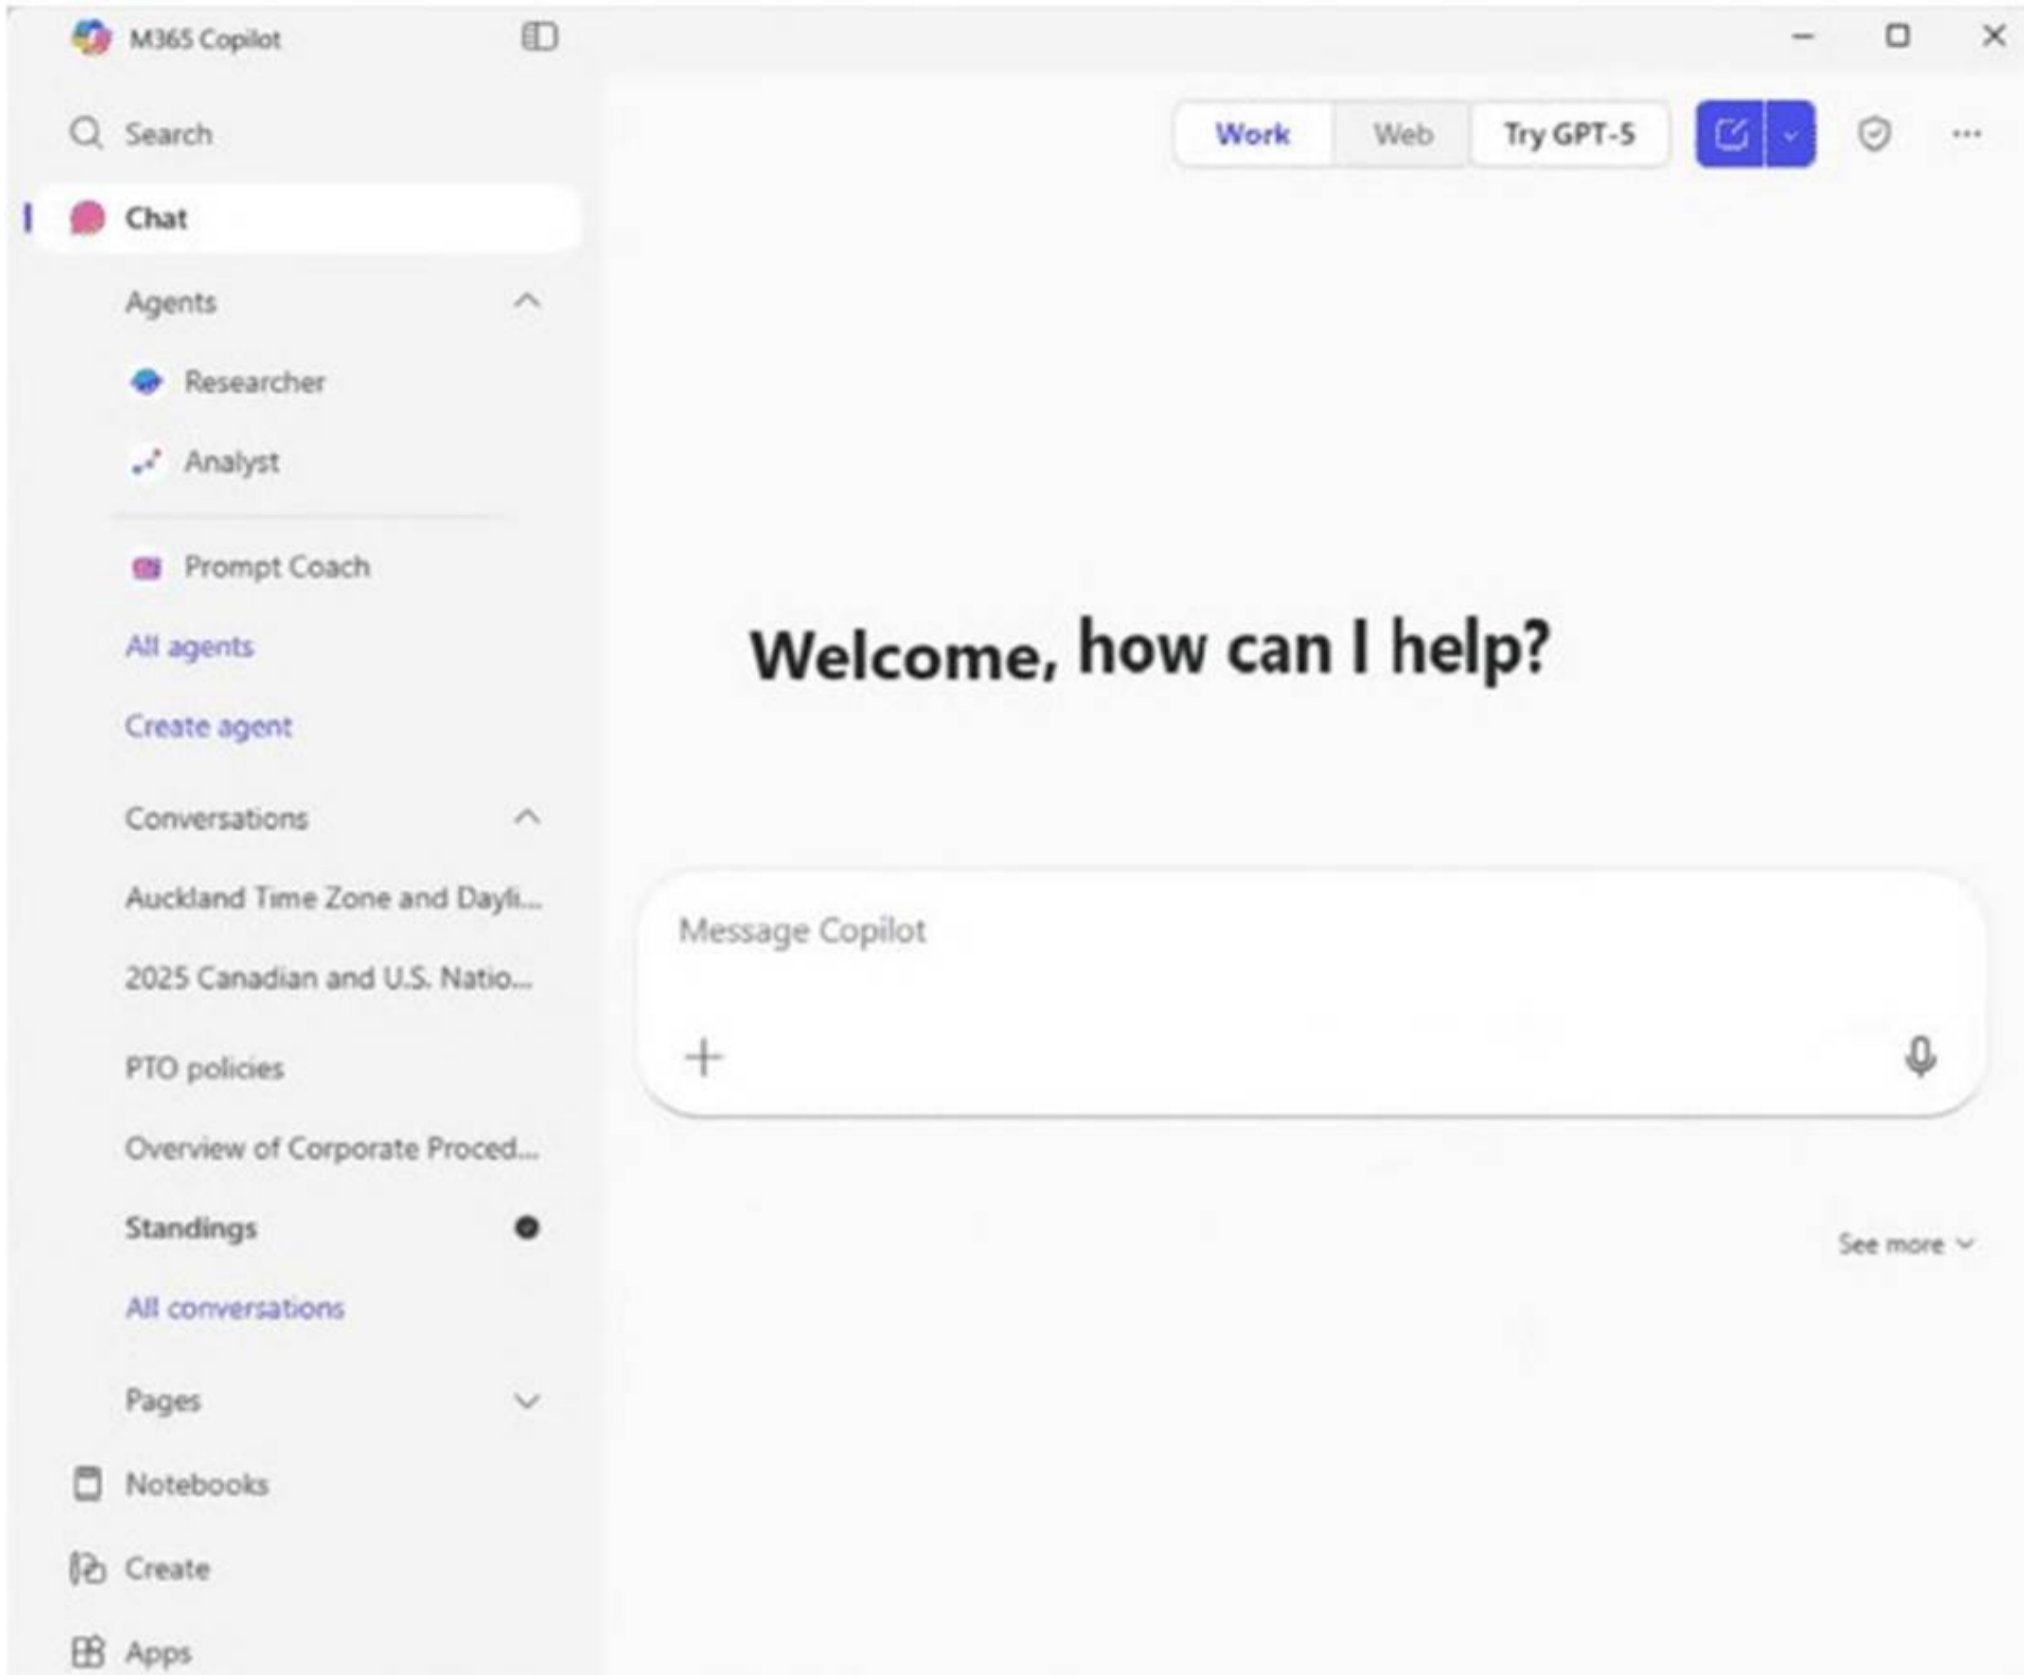 M365 Copilot
Search
Chat
Agents
Researcher
Analyst
Prompt Coach
All agents
Create agent
Conversations
Auckland Time Zone and Dayli...
2025 Canadian and U.S. Natio...
PTO policies
Overview of Corporate Proced...
Standings
All conversations
Pages
Notebooks
Create
Apps
Work Web Try GPT-5
Welcome, how can I help?
Message Copilot
See more